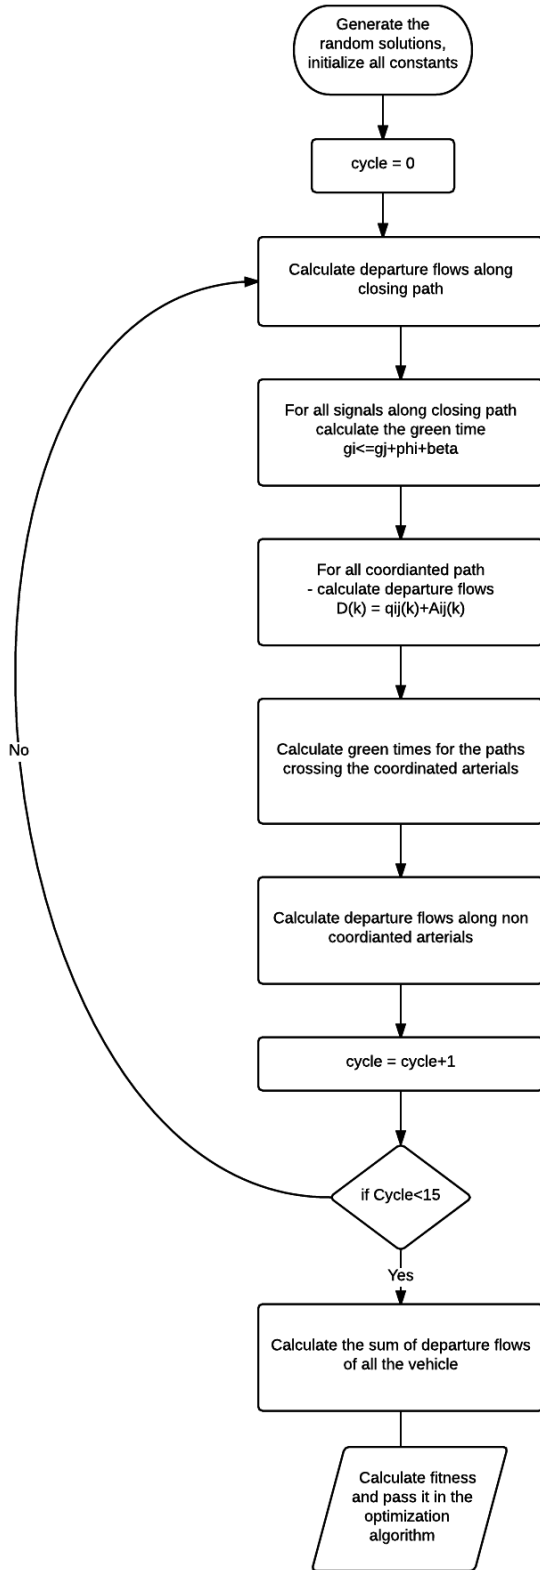 Generate the
random solutions,
initialize all constants
cycle = 0
Calculate departure flows along
closing path
For all signals along closing path
calculate the green time
gi<=gj+phi+beta
For all coordianted path
- calculate departure flows
D(k) = qij(k)+Aij(k)
No
Calculate green times for the paths
crossing the coordinated arterials
Calculate departure flows along non
coordianted arterials
cycle = cycle+1
if Cycle<15
Yes
Calculate the sum of departure flows
of all the vehicle
Calculate fitness
and pass it in the
optimization
algorithm